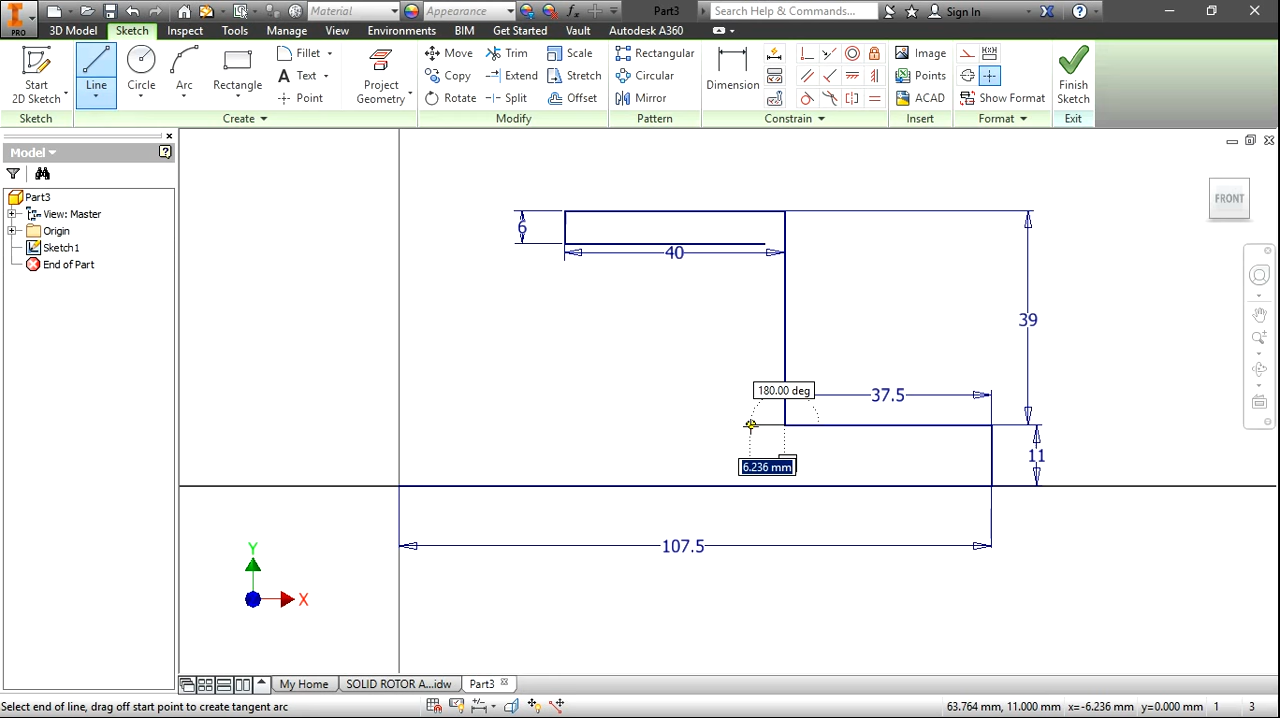 Material
Appearance
Part3
Search Help & Commands...
Sign In
PRO
3D Model
Sketch
Inspect
Tools
Manage
View
Environments
BIM
Get Started
Vault
Autodesk A360
Start
2D Sketch
Line
Circle
Arc
Rectangle
Fillet
Text
Point
Project
Geometry
Move
Copy
Rotate
Trim
Extend
Split
Scale
Stretch
Offset
Rectangular
Circular
Mirror
Dimension
Image
Points
ACAD
Show Format
Finish
Sketch
Sketch
Create
Modify
Pattern
Constrain
Insert
Format
Exit
Model
Part3
View: Master
Origin
Sketch1
End of Part
FRONT
6
40
39
180.00 deg
37.5
6.236 mm
11
107.5
Y
X
My Home
SOLID ROTOR A...idw
Part3
Select end of line, drag off start point to create tangent arc
63.764 mm, 11.000 mm
x=-6.236 mm
y=0.000 mm
1
3